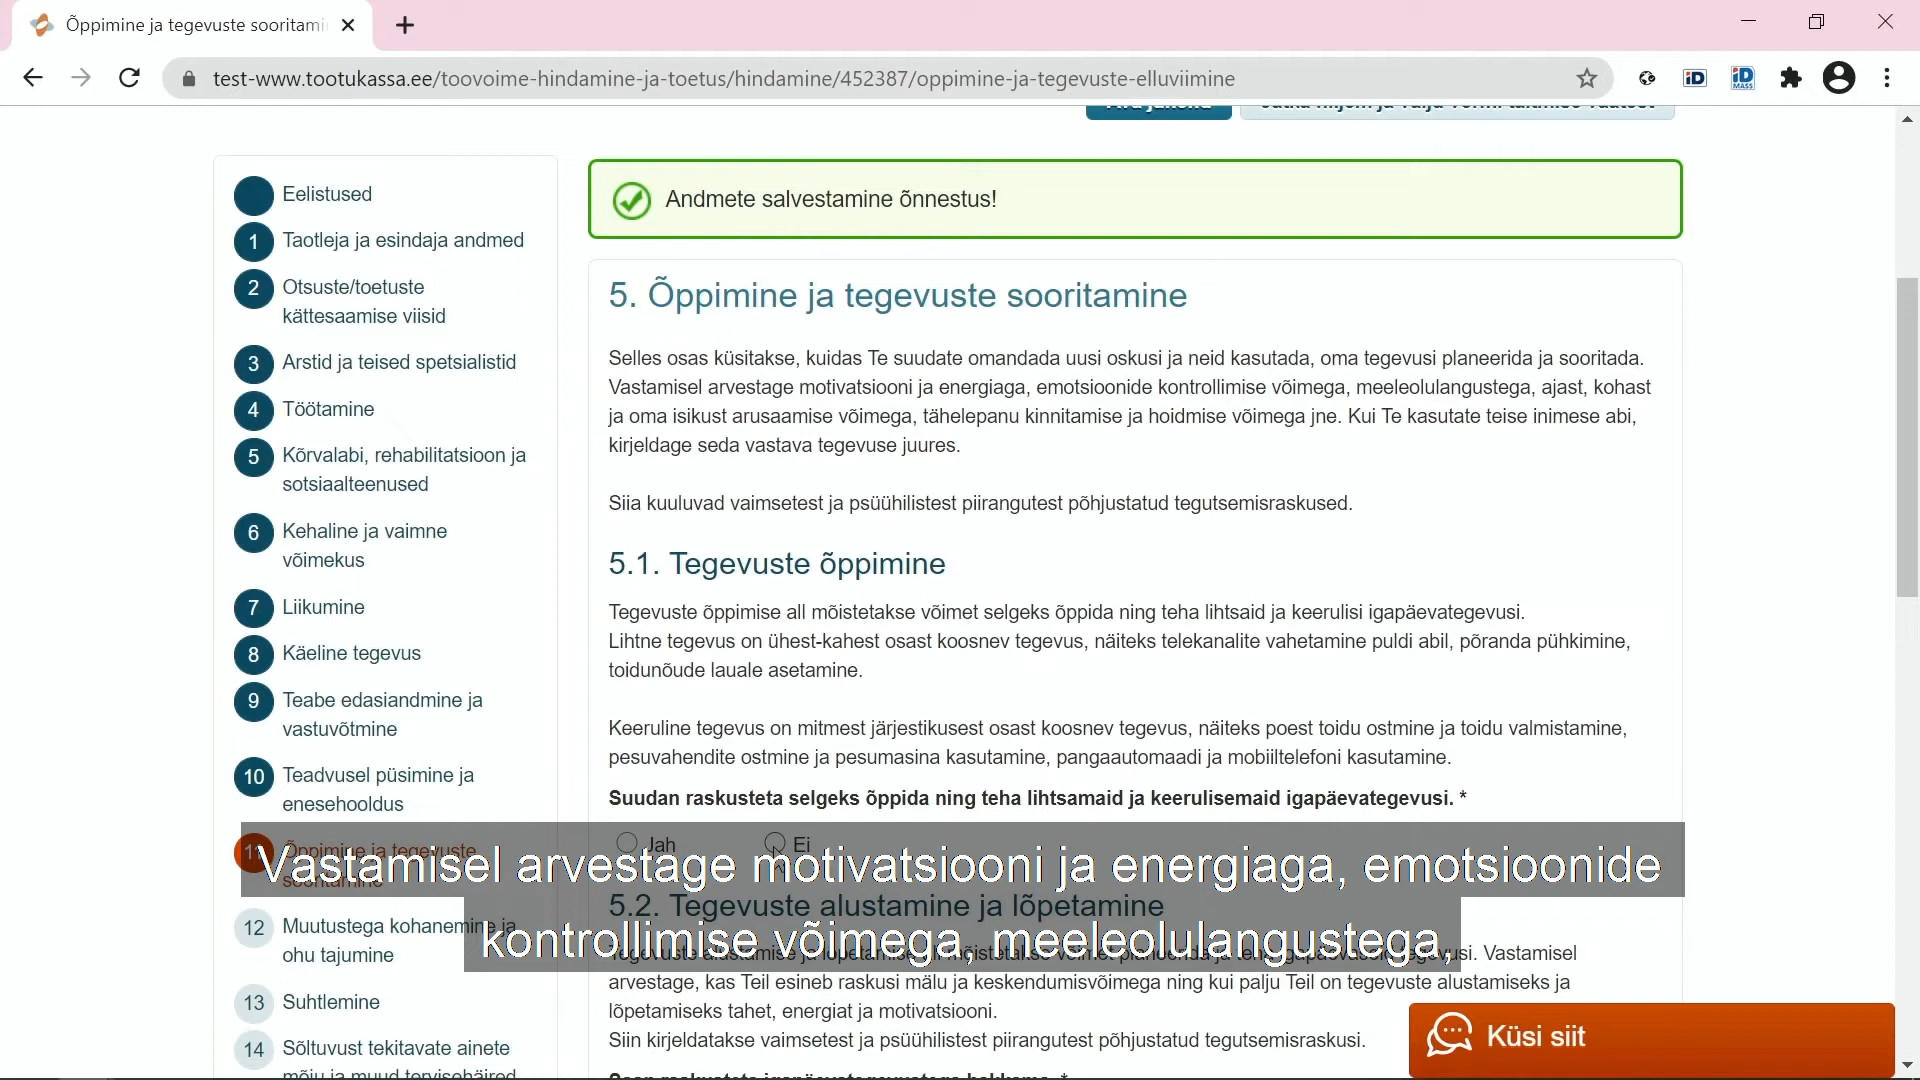 Õppimine ja tegevuste sooritami
test-www.tootukassa.ee/toovoime-hindamine-ja-toetus/hindamine/452387/oppimine-ja-tegevuste-elluviimine
iD
iD
MASS
Eelistused
Andmete salvestamine õnnestus!
1 Taotleja ja esindaja andmed
2 Otsuste/toetuste
kättesaamise viisid
3 Arstid ja teised spetsialistid
4 Töötamine
5 Kõrvalabi, rehabilitatsioon ja
sotsiaalteenused
6 Kehaline ja vaimne
võimekus
7 Liikumine
8 Käeline tegevus
9 Teabe edasiandmine ja
vastuvõtmine
10 Teadvusel püsimine ja
enesehooldus
11 Õppimine ja tegevuste
sooritamine
12 Muutustega kohanemine ja
ohu tajumine
13 Suhtlemine
14 Sõltuvust tekitavate ainete
mõju ja muud tervisehäired
5. Õppimine ja tegevuste sooritamine
Selles osas küsitakse, kuidas Te suudate omandada uusi oskusi ja neid kasutada, oma tegevusi planeerida ja sooritada.
Vastamisel arvestage motivatsiooni ja energiaga, emotsioonide kontrollimise võimega, meeleolulangustega, ajast, kohast
ja oma isikust arusaamise võimega, tähelepanu kinnitamise ja hoidmise võimega jne. Kui Te kasutate teise inimese abi,
kirjeldage seda vastava tegevuse juures.
Siia kuuluvad vaimsetest ja psüühilistest piirangutest põhjustatud tegutsemisraskused.
5.1. Tegevuste õppimine
Tegevuste õppimise all mõistetakse võimet selgeks õppida ning teha lihtsaid ja keerulisi igapäevategevusi.
Lihtne tegevus on ühest-kahest osast koosnev tegevus, näiteks telekanalite vahetamine puldi abil, põranda pühkimine,
toidunõude lauale asetamine.
Keeruline tegevus on mitmest järjestikusest osast koosnev tegevus, näiteks poest toidu ostmine ja toidu valmistamine,
pesuvahendite ostmine ja pesumasina kasutamine, pangaautomaadi ja mobiiltelefoni kasutamine.
Suudan raskusteta selgeks õppida ning teha lihtsamaid ja keerulisemaid igapäevategevusi. *
Jah Ei
Vastamisel arvestage motivatsiooni ja energiaga, emotsioonide
kontrollimise võimega, meeleolulangustega,
5.2. Tegevuste alustamine ja lõpetamine
Vastamisel
arvestage, kas Teil esineb raskusi mälu ja keskendumisvõimega ning kui palju Teil on tegevuste alustamiseks ja
lõpetamiseks tahet, energiat ja motivatsiooni.
Siin kirjeldatakse vaimsetest ja psüühilistest piirangutest põhjustatud tegutsemisraskusi.
Küsi siit